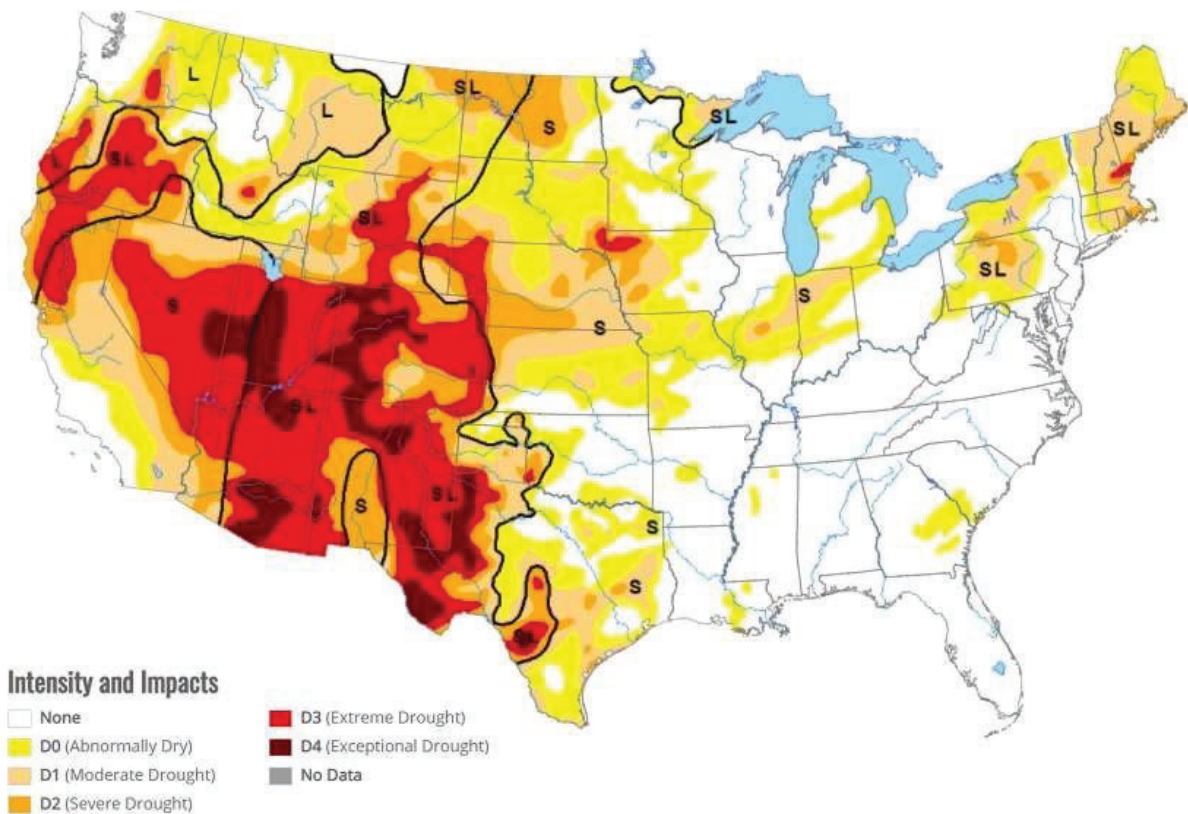 L
SL
L
SL
S
SL
L
SL
SL
SL
S
S
S
SL
SL
S
S
S
SL
Intensity and Impacts
None
D0 (Abnormally Dry)
D1 (Moderate Drought)
D2 (Severe Drought)
D3 (Extreme Drought)
D4 (Exceptional Drought)
No Data